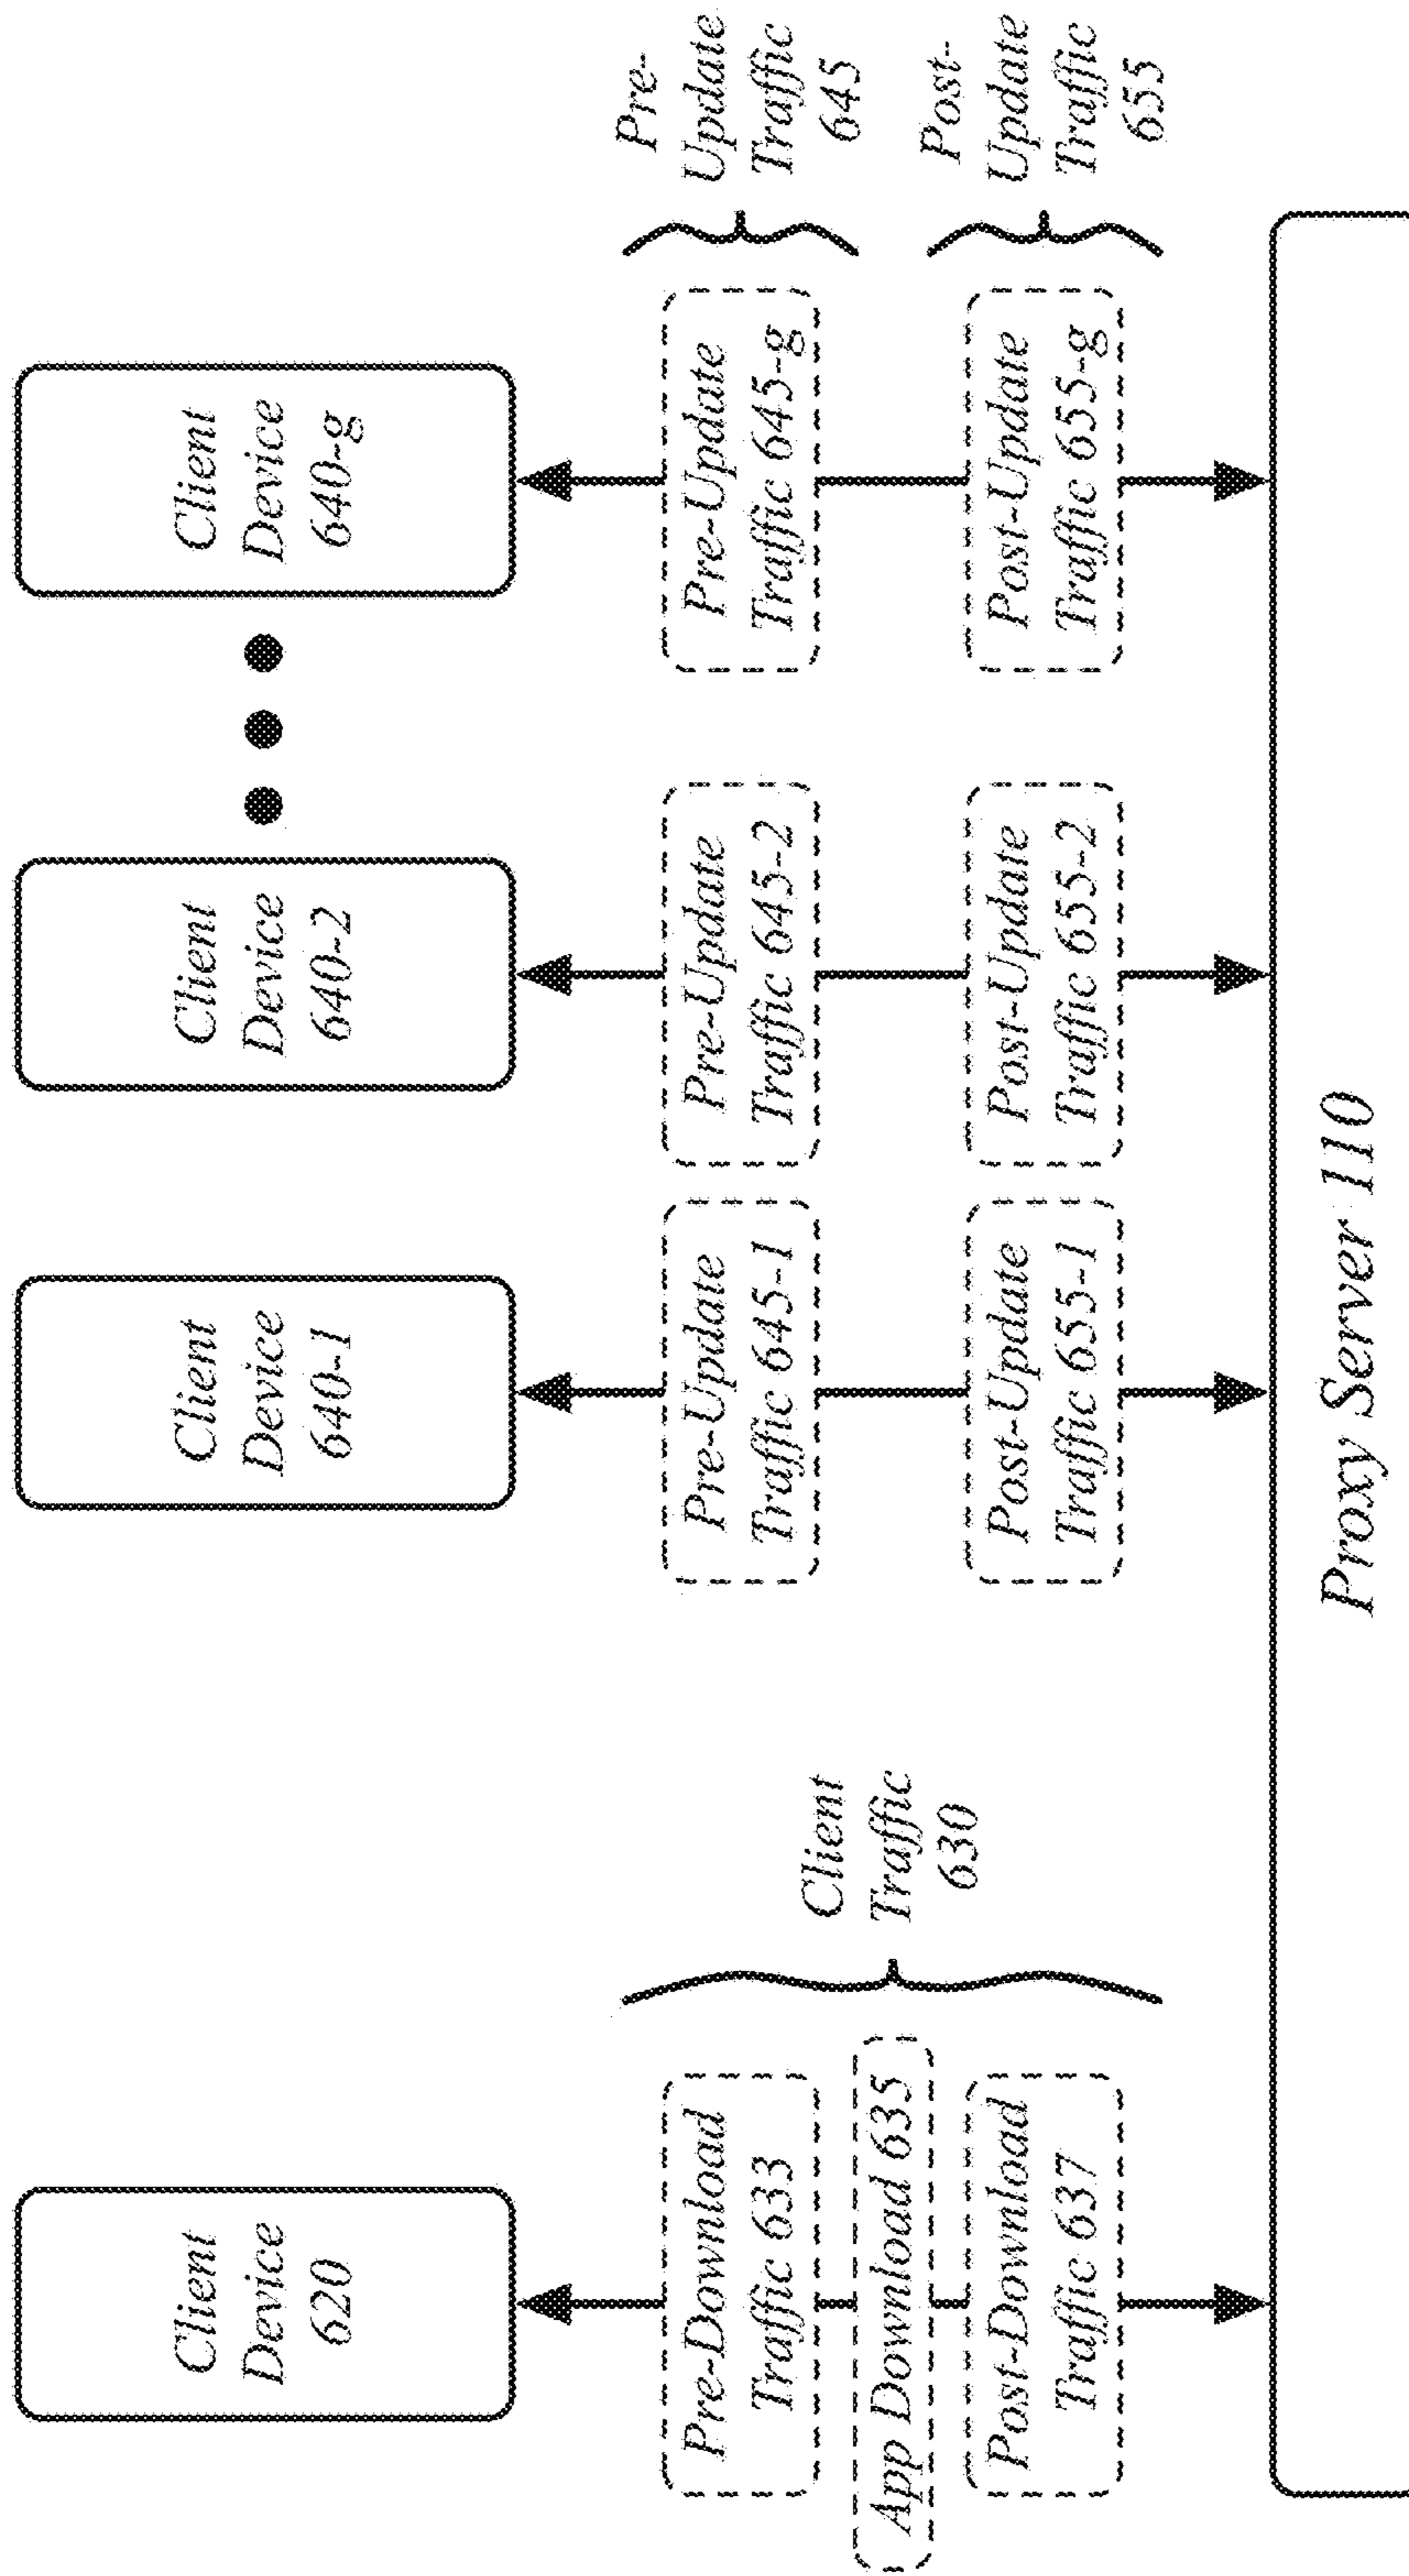 Client
Device
620
Client
Device
640-1
Client
Device
640-2
Client
Device
640-g
Pre-Download
Traffic 633
App Download 635
Post-Download
Traffic 637
Client
Traffic
630
Pre-Update
Traffic 645-1
Pre-Update
Traffic 645-2
Pre-Update
Traffic 645-g
Pre-
Update
Traffic
645
Post-Update
Traffic 655-1
Post-Update
Traffic 655-2
Post-Update
Traffic 655-g
Post-
Update
Traffic
655
Proxy Server 110